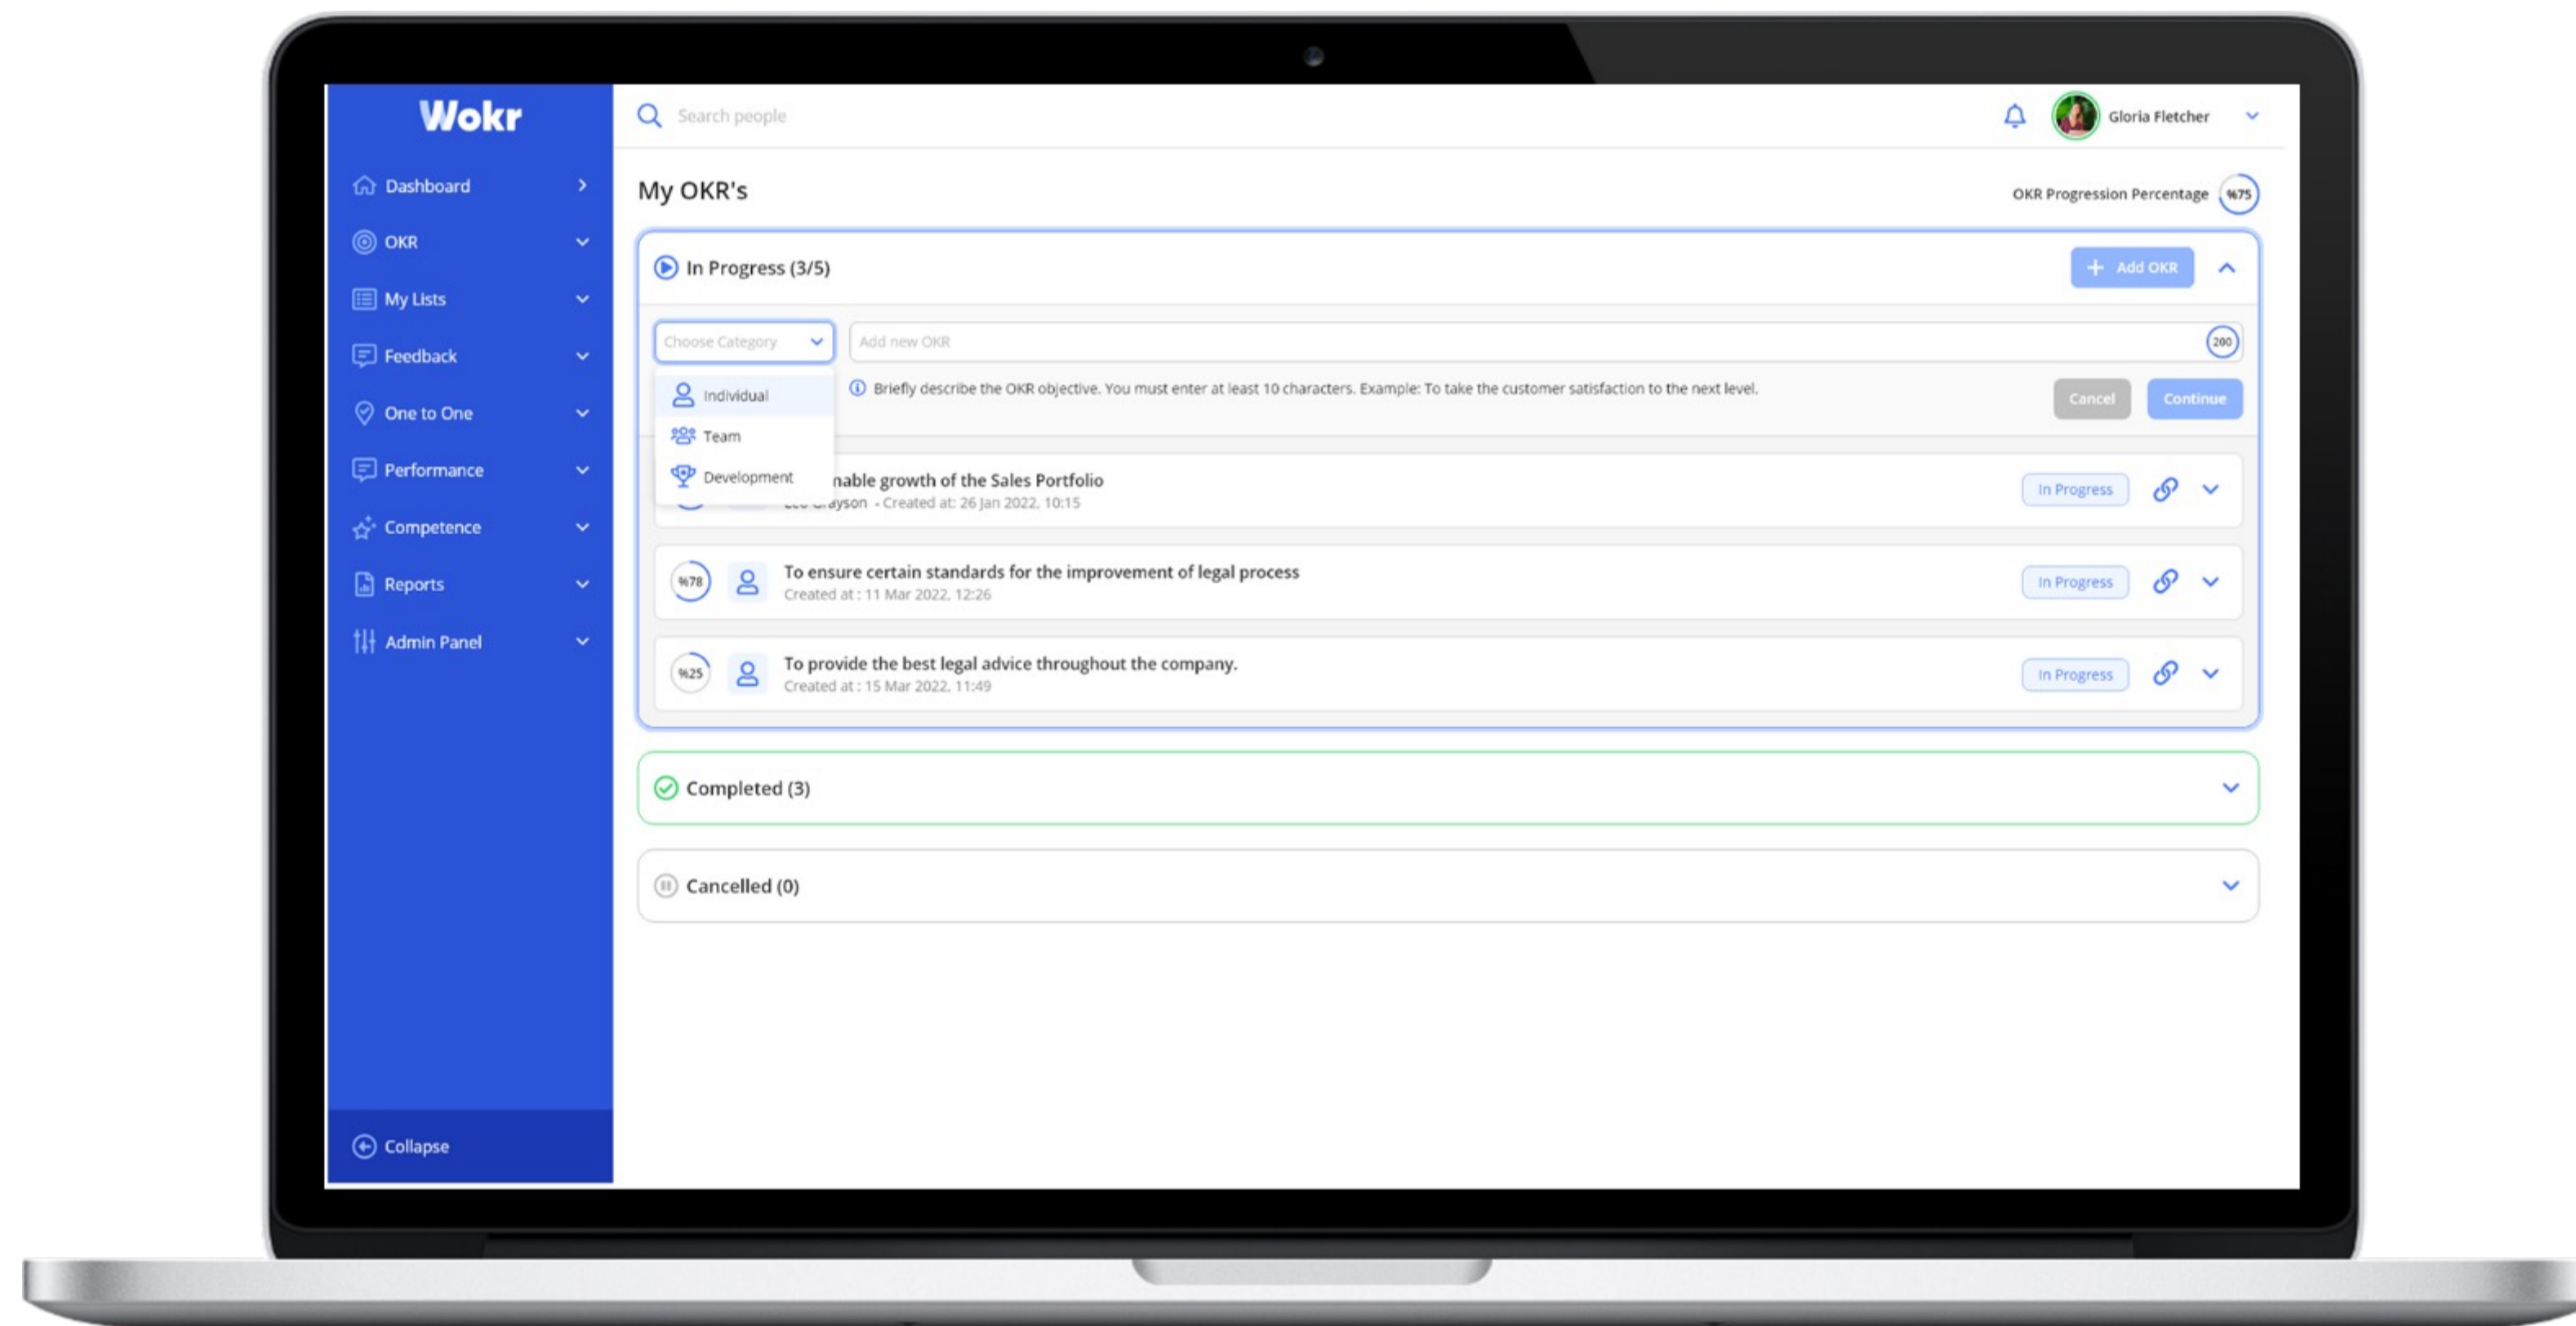 Wokr
Search people
Gloria Fletcher
Dashboard
OKR
My Lists
Feedback
One to One
Performance
Competence
Reports
Admin Panel
Collapse
My OKR's
OKR Progression Percentage %75
In Progress (3/5)
+ Add OKR
Choose Category
Add new OKR
200
Individual
Team
Development
Briefly describe the OKR objective. You must enter at least 10 characters. Example: To take the customer satisfaction to the next level.
Cancel
Continue
growth of the Sales Portfolio
In Progress
- Created at: 26 Jan 2022, 10:15
%78
To ensure certain standards for the improvement of legal process
In Progress
Created at : 11 Mar 2022, 12:26
%25
To provide the best legal advice throughout the company.
In Progress
Created at : 15 Mar 2022, 11:49
Completed (3)
Cancelled (0)